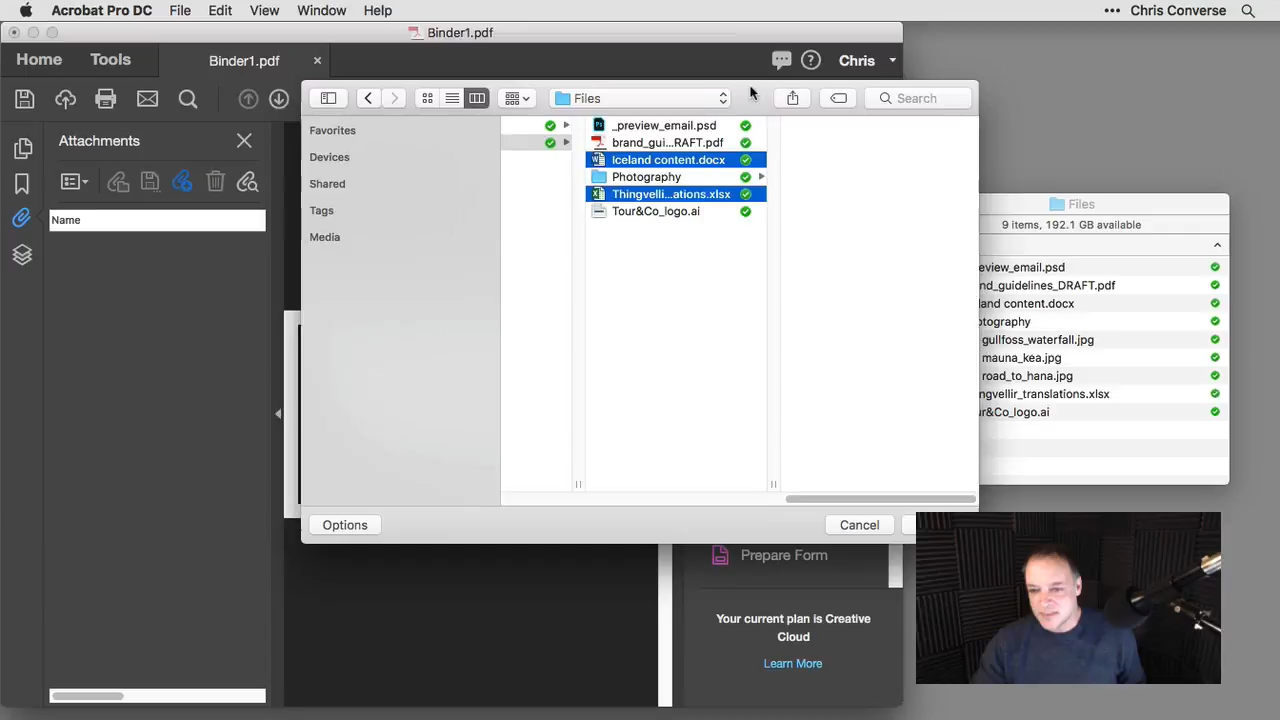 Acrobat Pro DC File Edit View Window Help ••• Chris Converse
Binder1.pdf
Home Tools Binder1.pdf × Chris
Files Search
Attachments
Name
Favorites
Devices
Shared
Tags
Media
_preview_email.psd
brand_gui...RAFT.pdf
Iceland content.docx
Photography
Thingvelli...ations.xlsx
Tour&Co_logo.ai
Options Cancel
Files
9 items, 192.1 GB available
eview_email.psd
nd_guidelines_DRAFT.pdf
land content.docx
otography
gullfoss_waterfall.jpg
mauna_kea.jpg
road_to_hana.jpg
ngvellir_translations.xlsx
ur&Co_logo.ai
Prepare Form
Your current plan is Creative
Cloud
Learn More